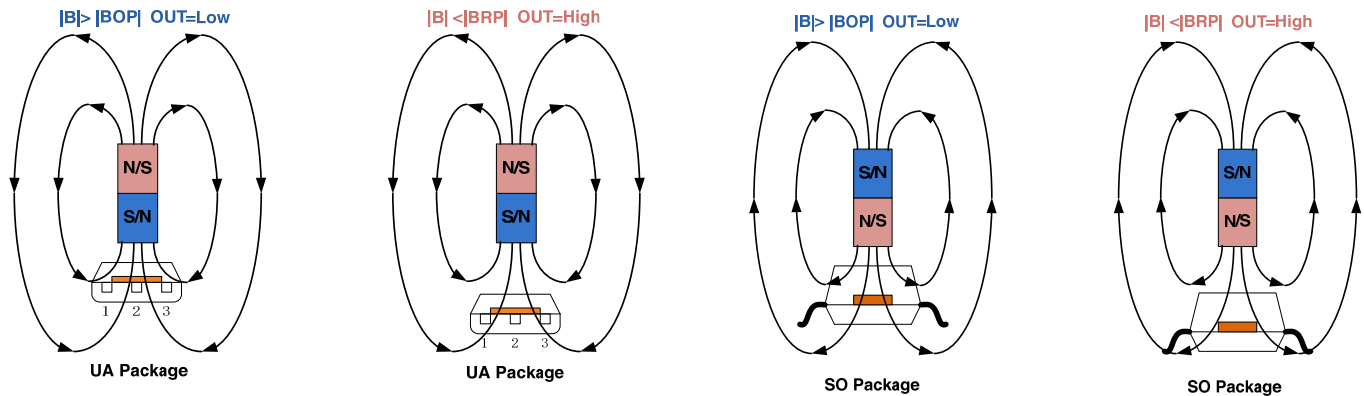 |B|> |BOP| OUT=Low
|B| <|BRP| OUT=High
|B|> |BOP| OUT=Low
|B| <|BRP| OUT=High
N/S
S/N
N/S
S/N
S/N
N/S
S/N
N/S
1 2 3
1 2 3
UA Package
UA Package
SO Package
SO Package